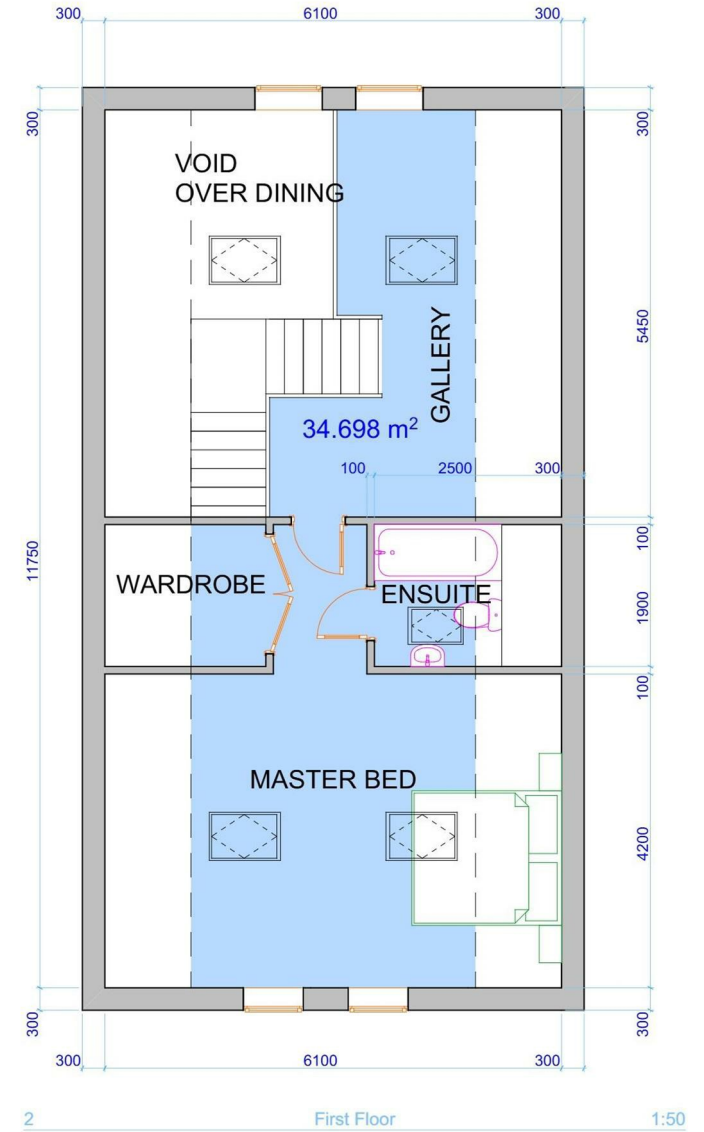 300 6100 300
300 300
VOID
OVER DINING
GALLERY
5450
34.698 m²
100 2500 300
11750
100
WARDROBE
ENSUITE
1900
100
MASTER BED
4200
300 300
300 6100 300
2 First Floor 1:50